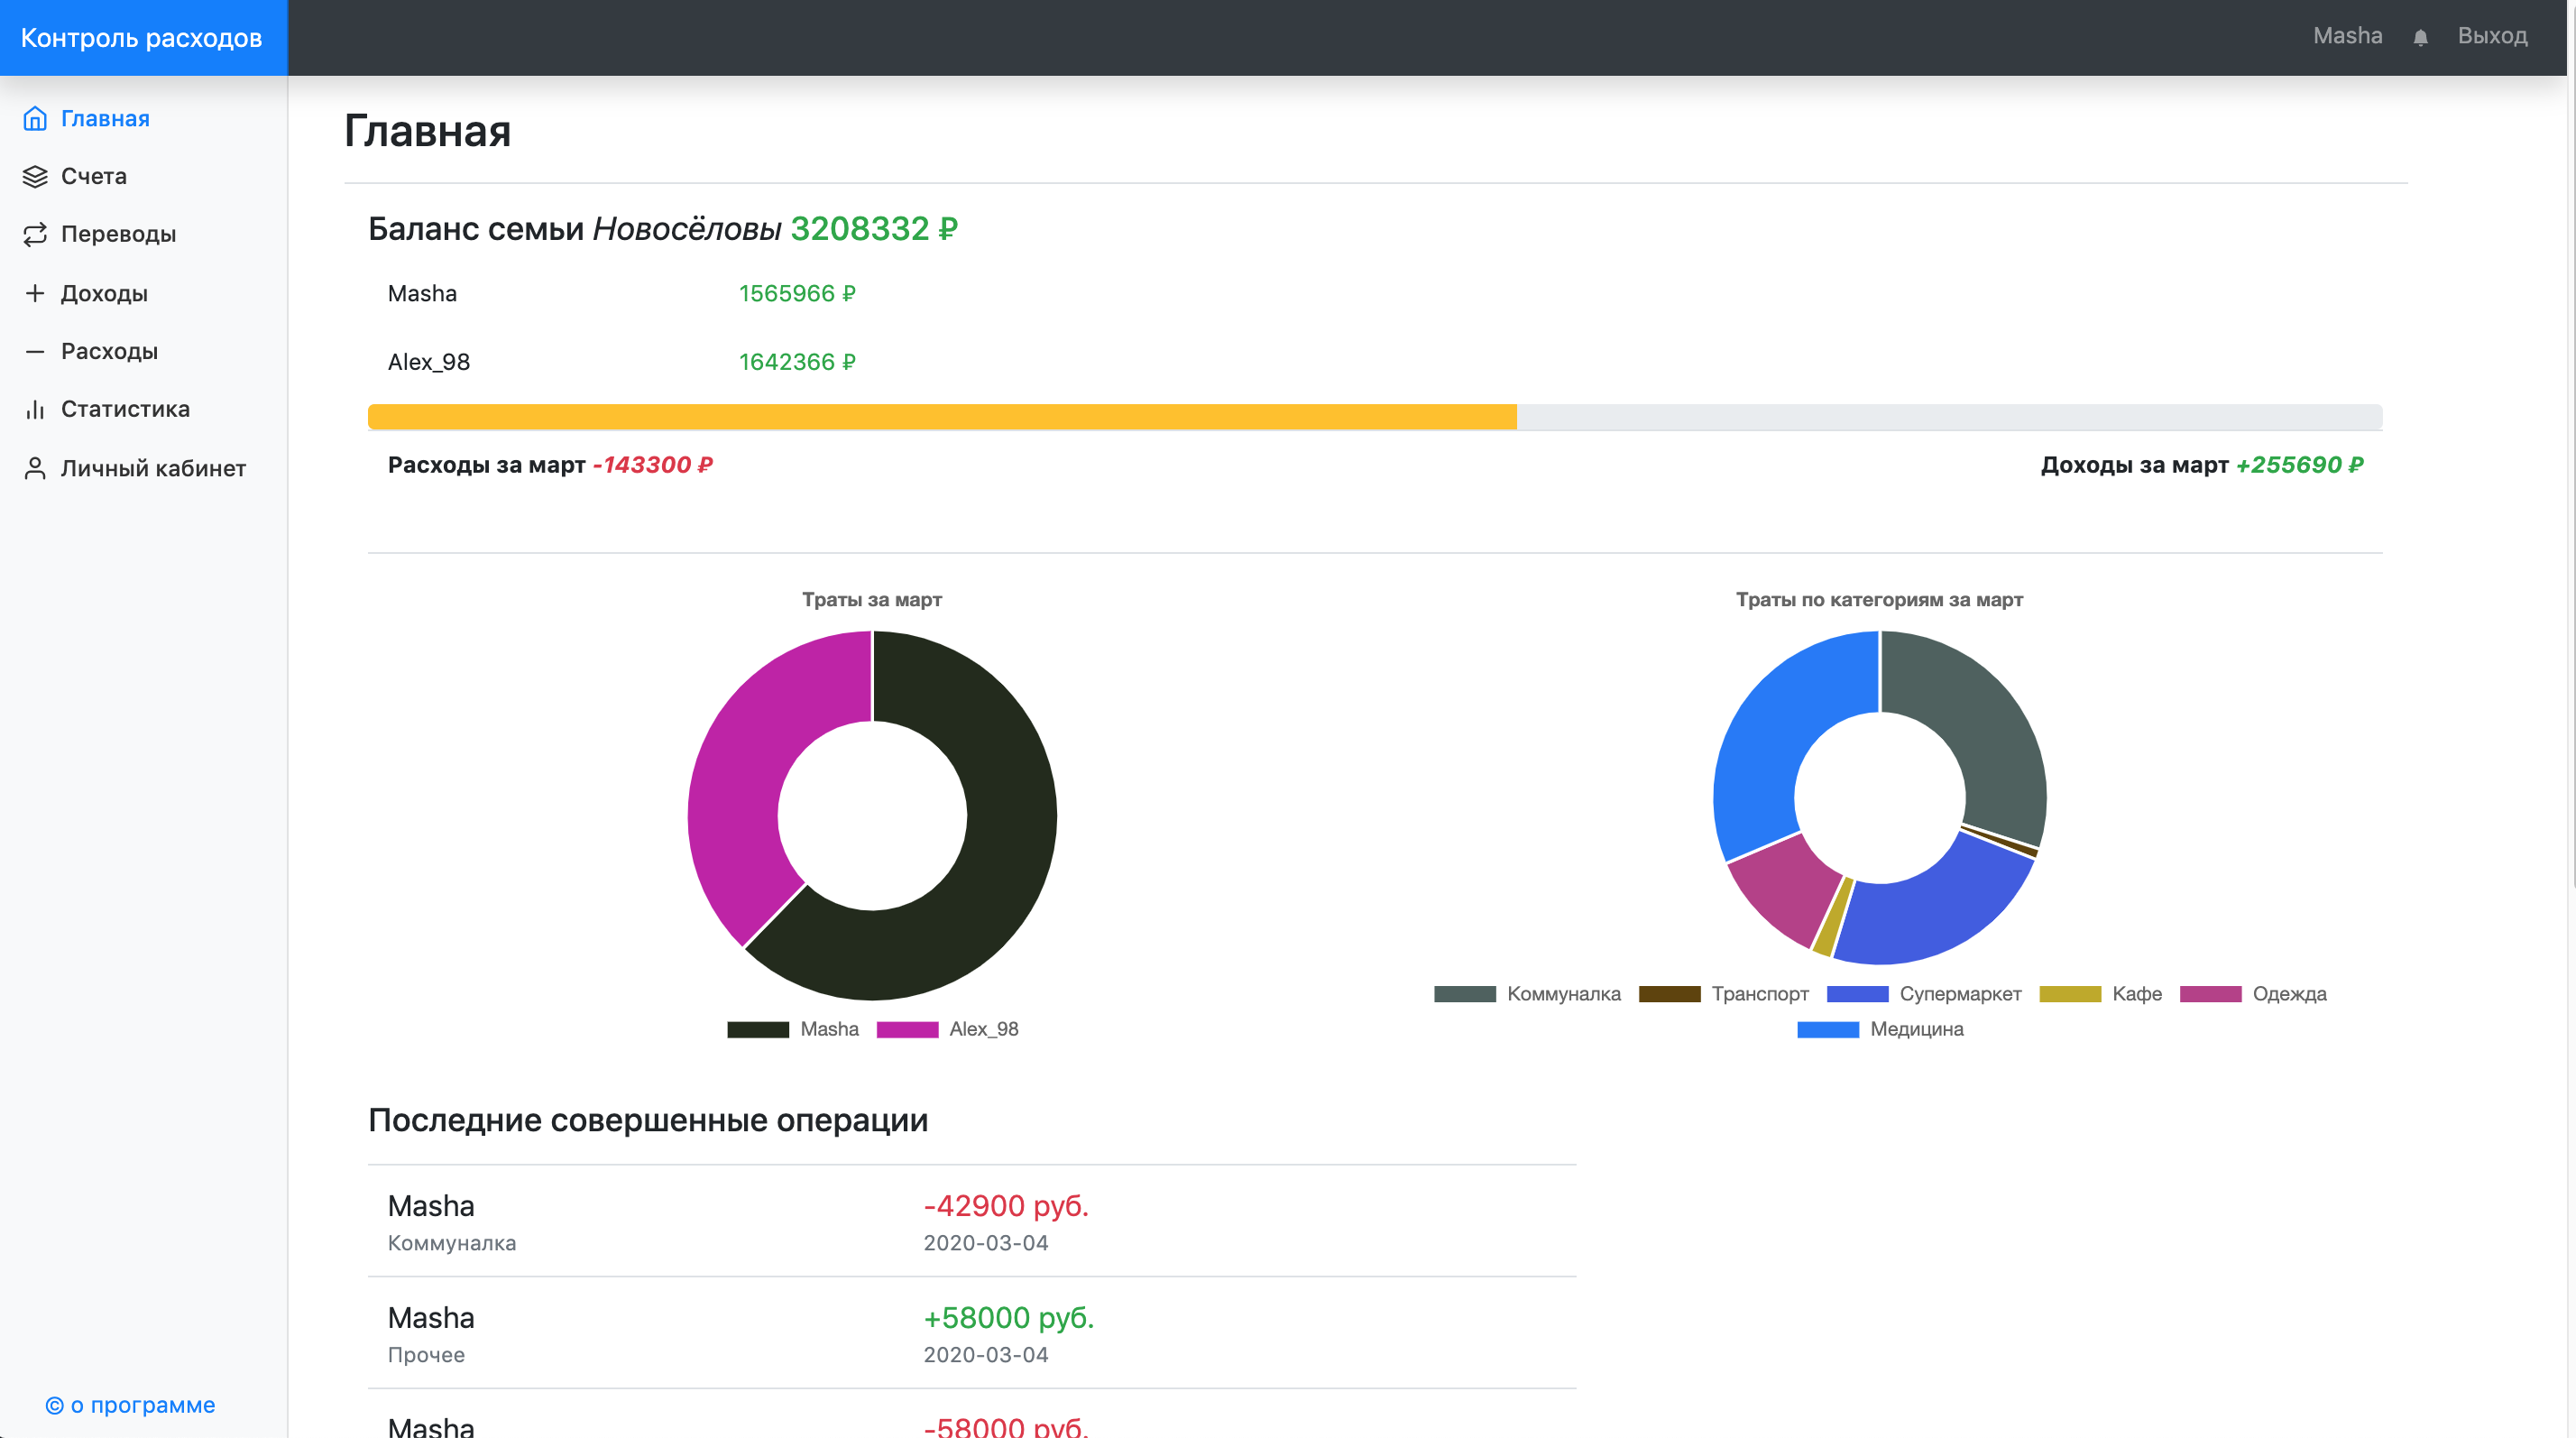 Контроль расходов
Masha Выход
Главная
Счета
Переводы
Доходы
Расходы
Статистика
Личный кабинет
© о программе
Главная
Баланс семьи Новосёловы 3208332 ₽
Masha 1565966 ₽
Alex_98 1642366 ₽
Расходы за март -143300 ₽ Доходы за март +255690 ₽
Траты за март
Masha Alex_98
Траты по категориям за март
Коммуналка Транспорт Супермаркет Кафе Одежда
Медицина
Последние совершенные операции
Masha -42900 руб.
Коммуналка 2020-03-04
Masha +58000 руб.
Прочее 2020-03-04
Masha -58000 руб.